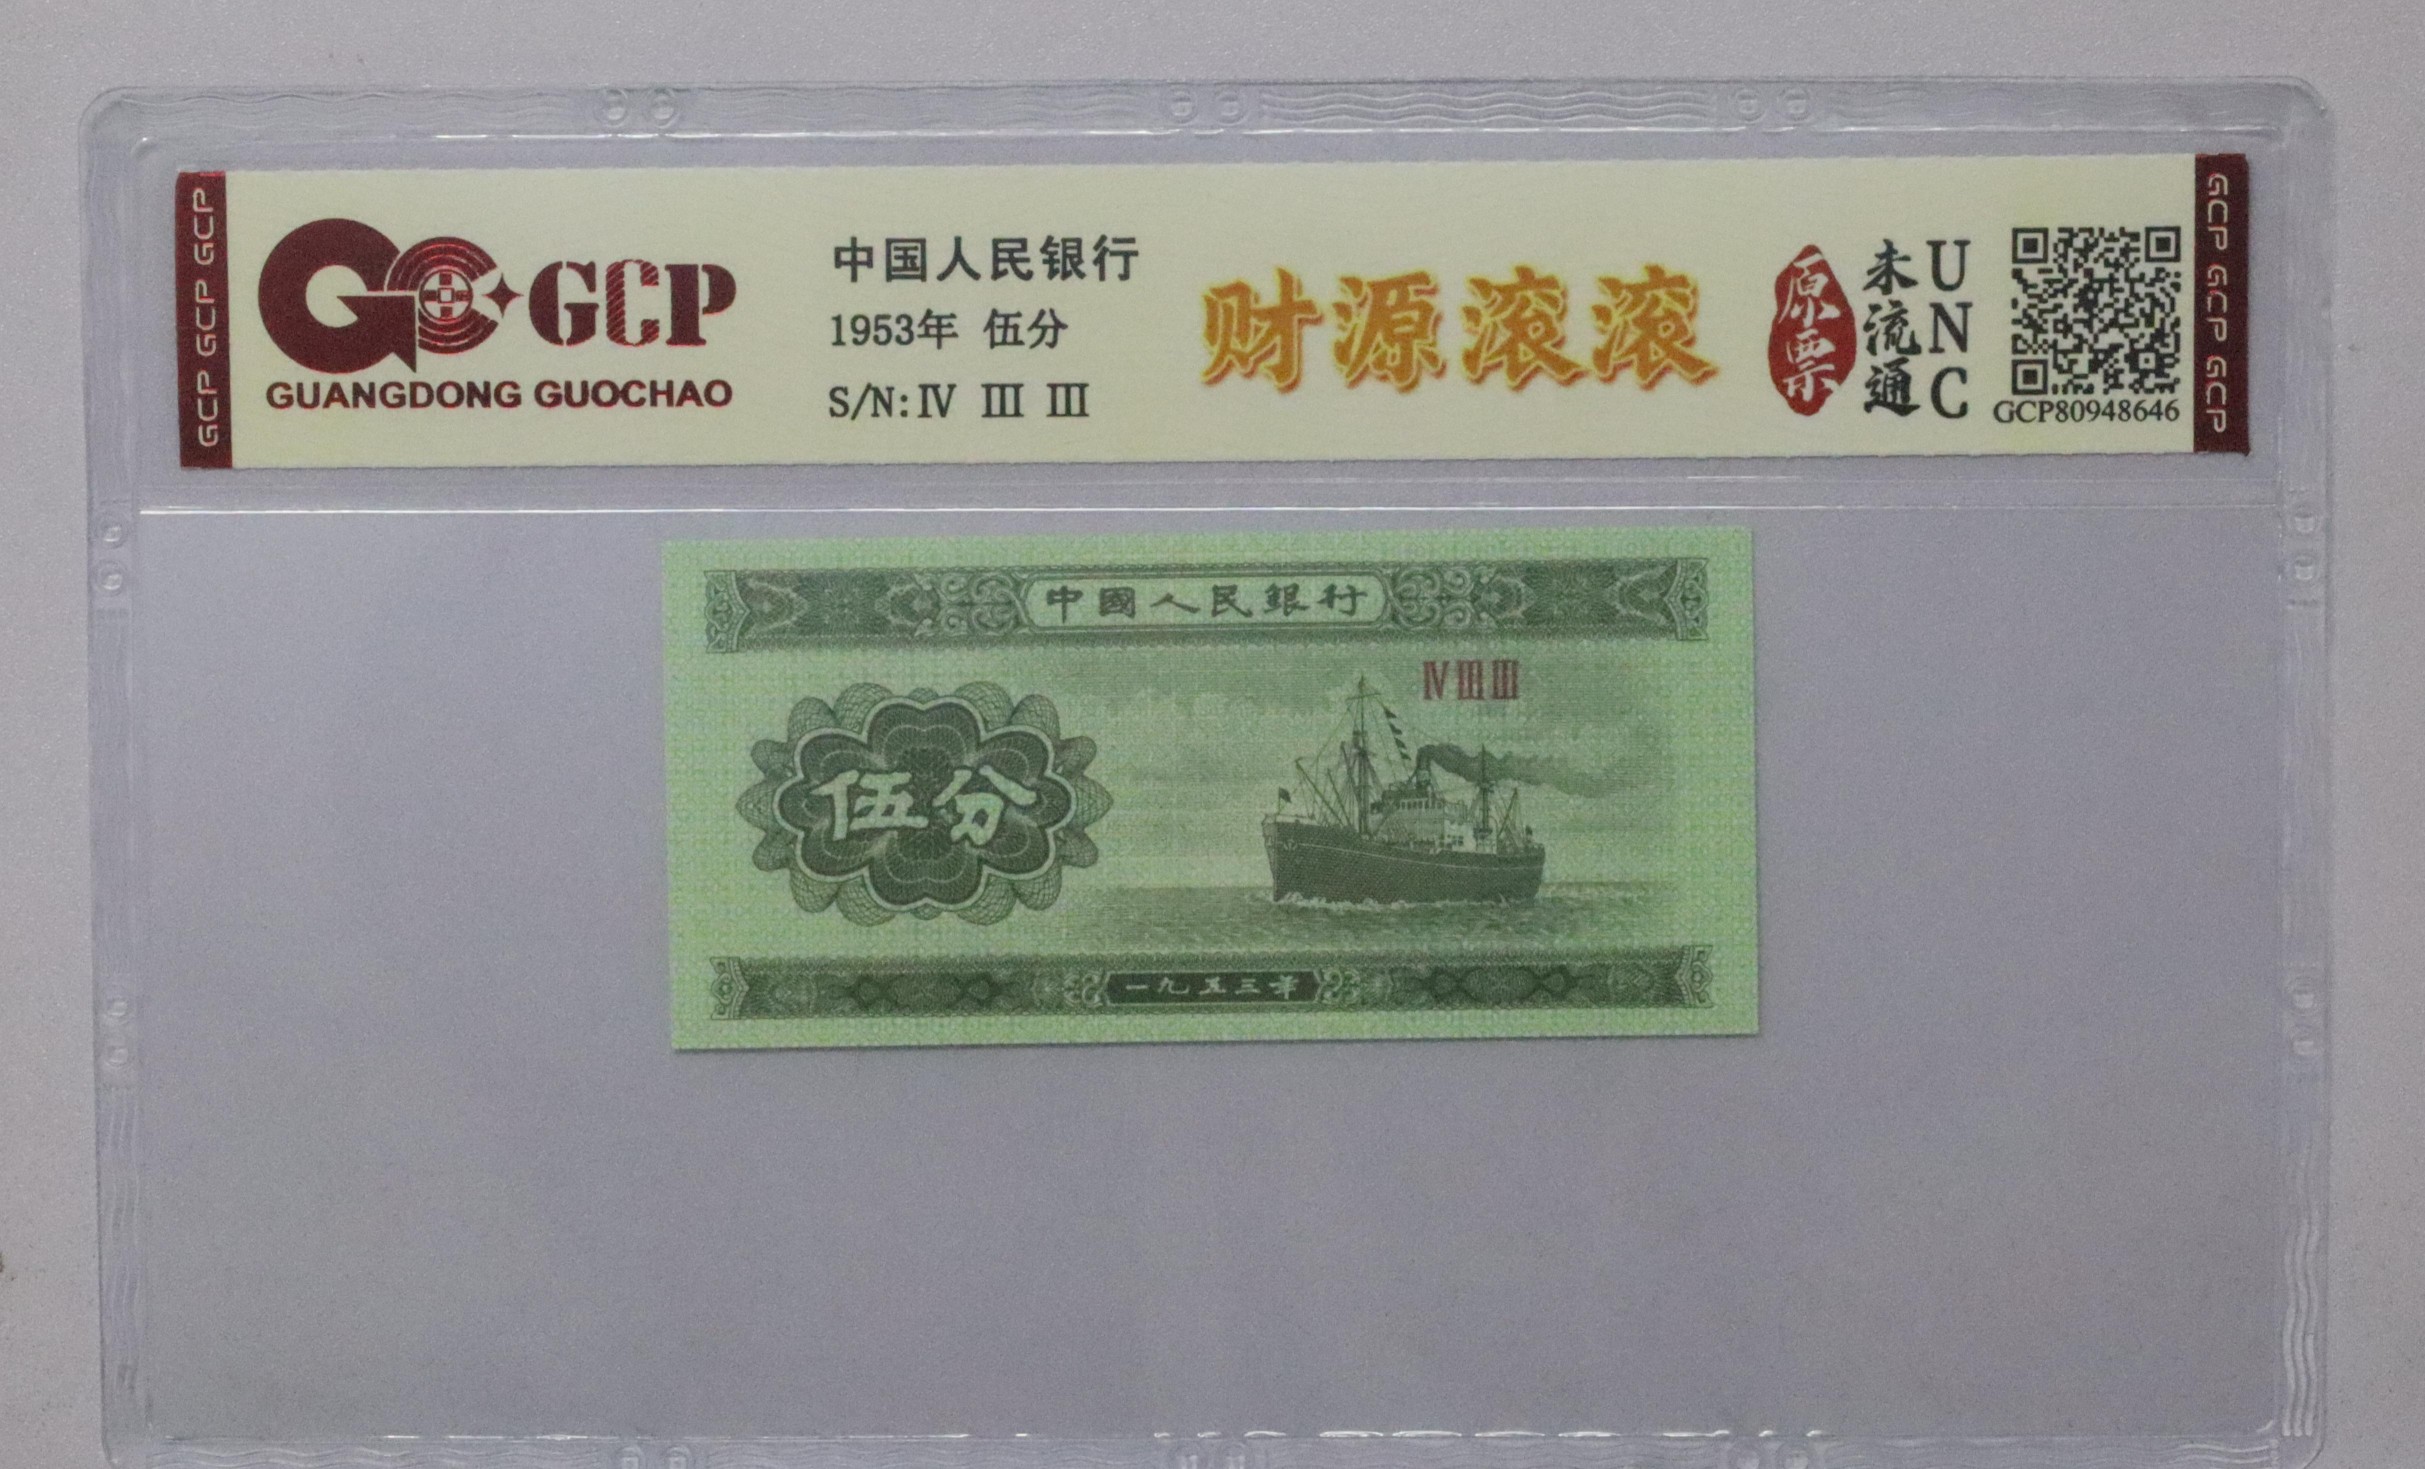 GCP GCP GCP
GCP
GUANGDONG GUOCHAO
中国人民银行
1953年 伍分
S/N: Ⅳ Ⅲ Ⅲ
财源滚滚
原票
未流通
UNC
GCP80948646
GCP GCP GCP
中國人民銀行
Ⅳ Ⅲ Ⅲ
伍分
一九五三年